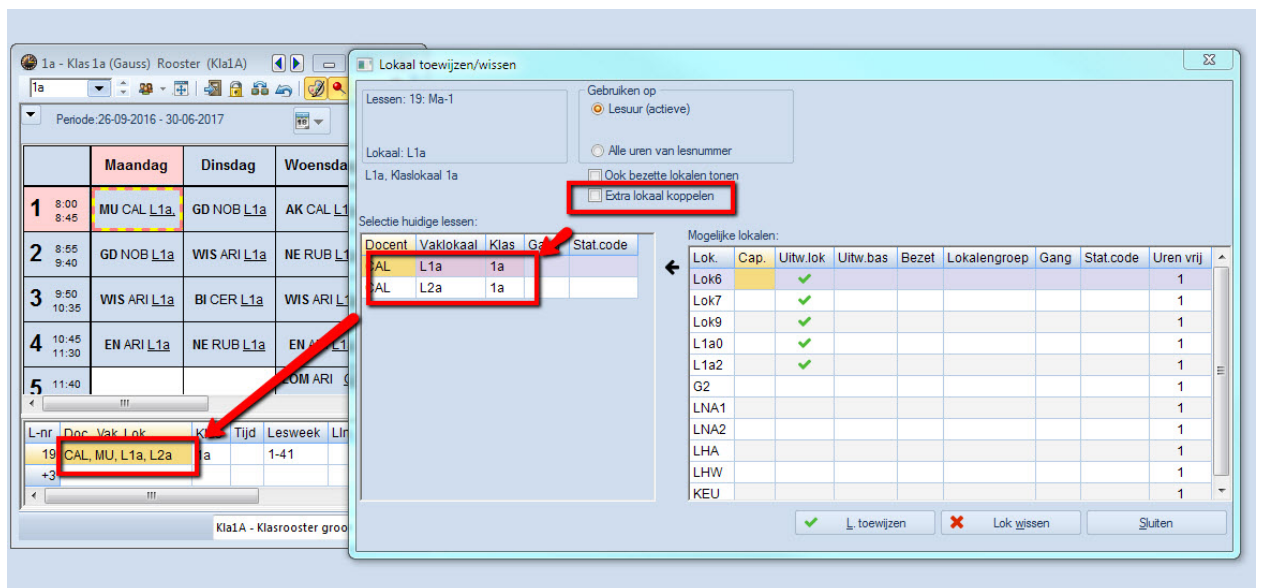 1a - Klas 1a (Gauss) Rooster (Kla1A)
1a
Periode:26-09-2016 - 30-06-2017
Maandag Dinsdag Woensda
1 8:00 8:45 MU CAL L1a, GD NOB L1a AK CAL L1
2 8:55 9:40 GD NOB L1a WIS ARI L1a NE RUB L1
3 9:50 10:35 WIS ARI L1a BI CER L1a WIS ARI L1
4 10:45 11:30 EN ARI L1a NE RUB L1a EN
5 11:40 ARI
L-nr Doc, Vak, Lok Tijd Lesweek
19 CAL, MU, L1a, L2a 1a 1-41
+3
Kla1A - Klasrooster groo
Lokaal toewijzen/wissen
Lessen: 19: Ma-1
Lokaal: L1a
L1a, Klaslokaal 1a
Gebruiken op
Lesuur (actieve)
Alle uren van lesnummer
Ook bezette lokalen tonen
Extra lokaal koppelen
Selectie huidige lessen:
Docent Vaklokaal Klas Stat.code
CAL L1a 1a
CAL L2a 1a
Mogelijke lokalen:
Lok. Cap. Uitw.lok Uitw.bas Bezet Lokalengroep Gang Stat.code Uren vrij
Lok6 1
Lok7 1
Lok9 1
L1a0 1
L1a2 1
G2 1
LNA1 1
LNA2 1
LHA 1
LHW 1
KEU 1
L. toewijzen Lok wissen Sluiten